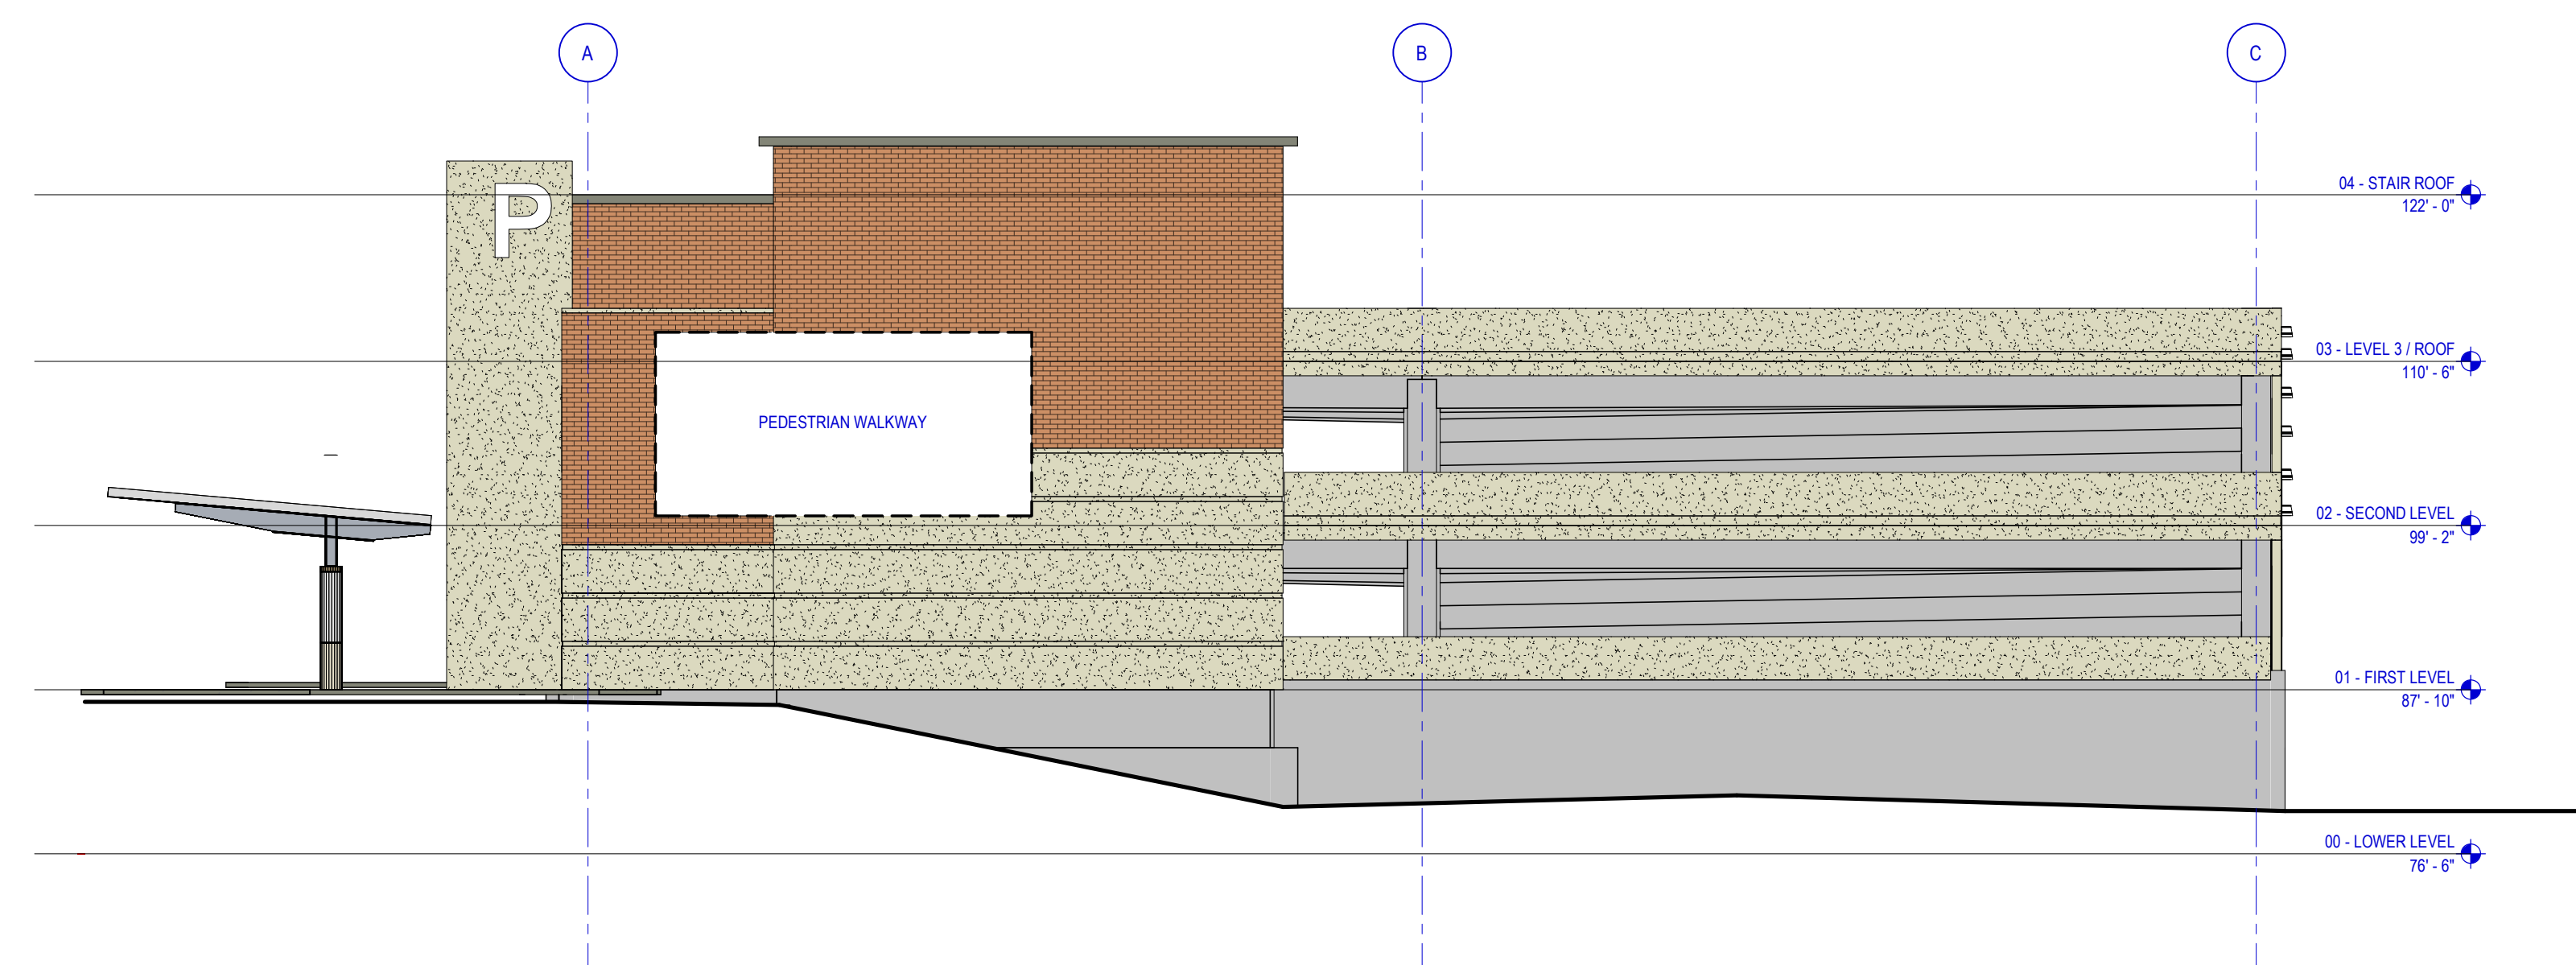 A
B
C
P
04 - STAIR ROOF
122' - 0"
03 - LEVEL 3 / ROOF
110' - 6"
PEDESTRIAN WALKWAY
02 - SECOND LEVEL
99' - 2"
01 - FIRST LEVEL
87' - 10"
00 - LOWER LEVEL
76' - 6"